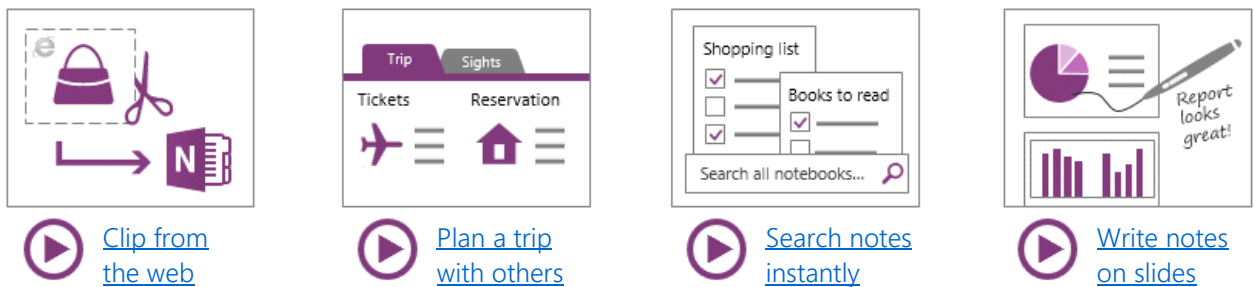 Trip
Sights
Tickets
Reservation
N
Shopping list
Books to read
Search all notebooks...
Report
looks
great!
Clip from
the web
Plan a trip
with others
Search notes
instantly
Write notes
on slides